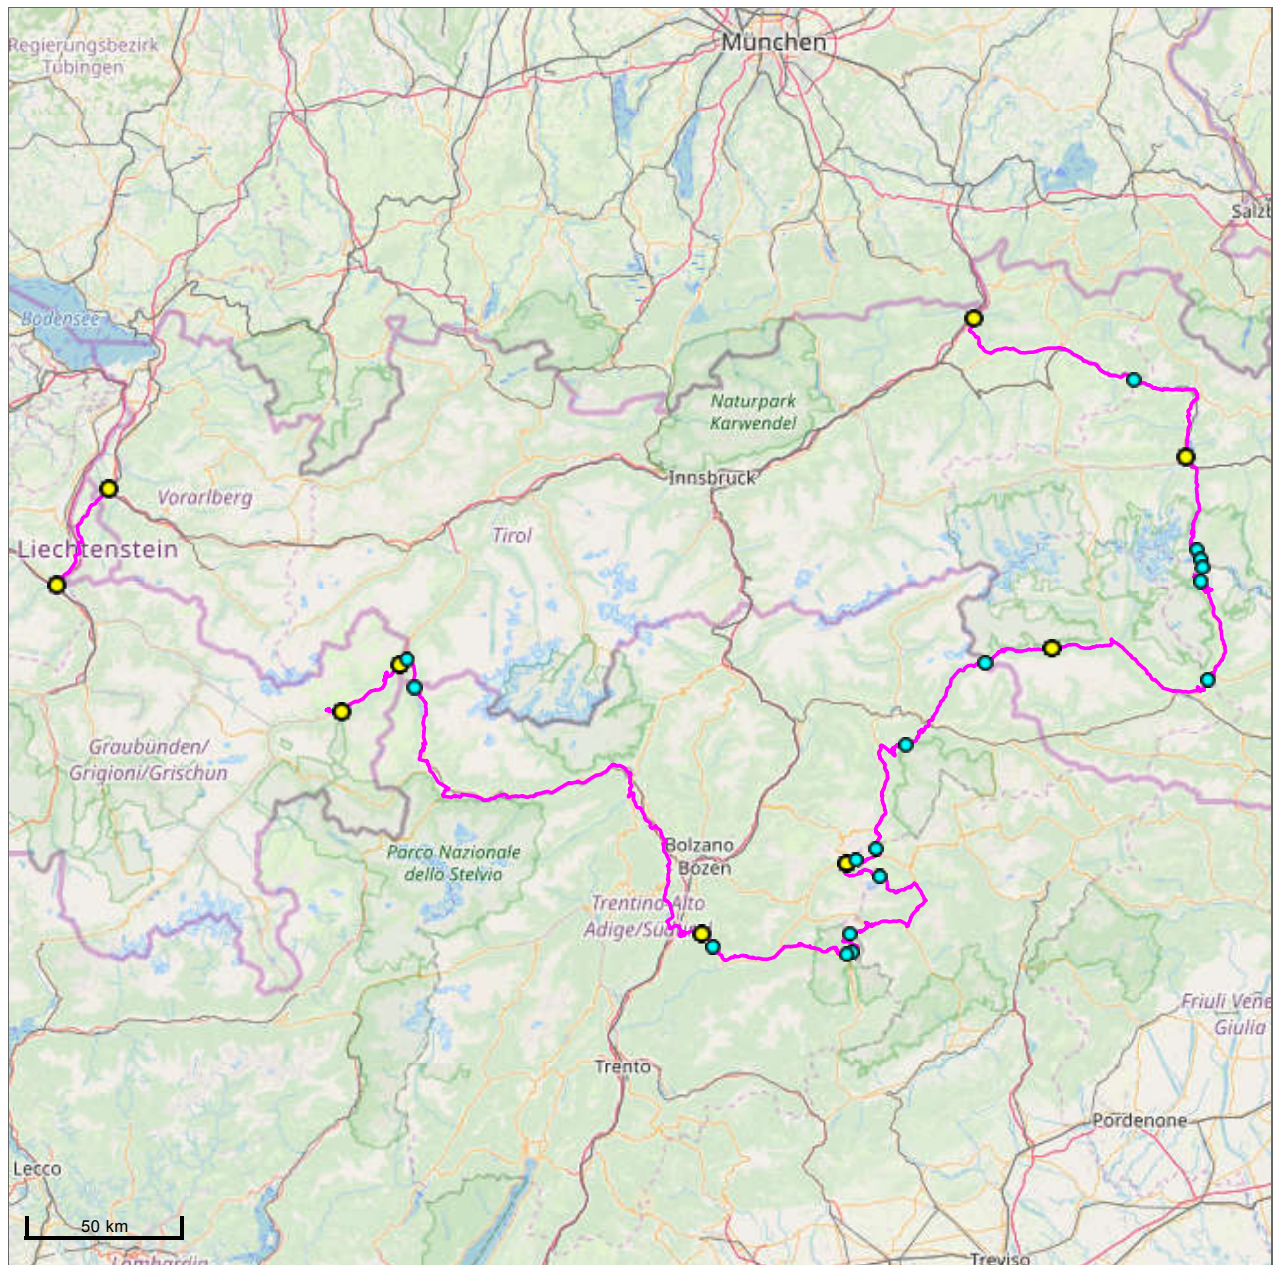 Regierungsbezirk
Tübingen
München
Salzb
Bodensee
Naturpark
Karwendel
Innsbruck
Vorarlberg
Tirol
Liechtenstein
Graubünden/
Grigioni/Grischun
Parco Nazionale
dello Stelvio
Bolzano
Bozen
Trentino-Alto
Adige/Süd
Friuli Vene
Giulia
Trento
Pordenone
Lecco
50 km
Lombardia
Treviso